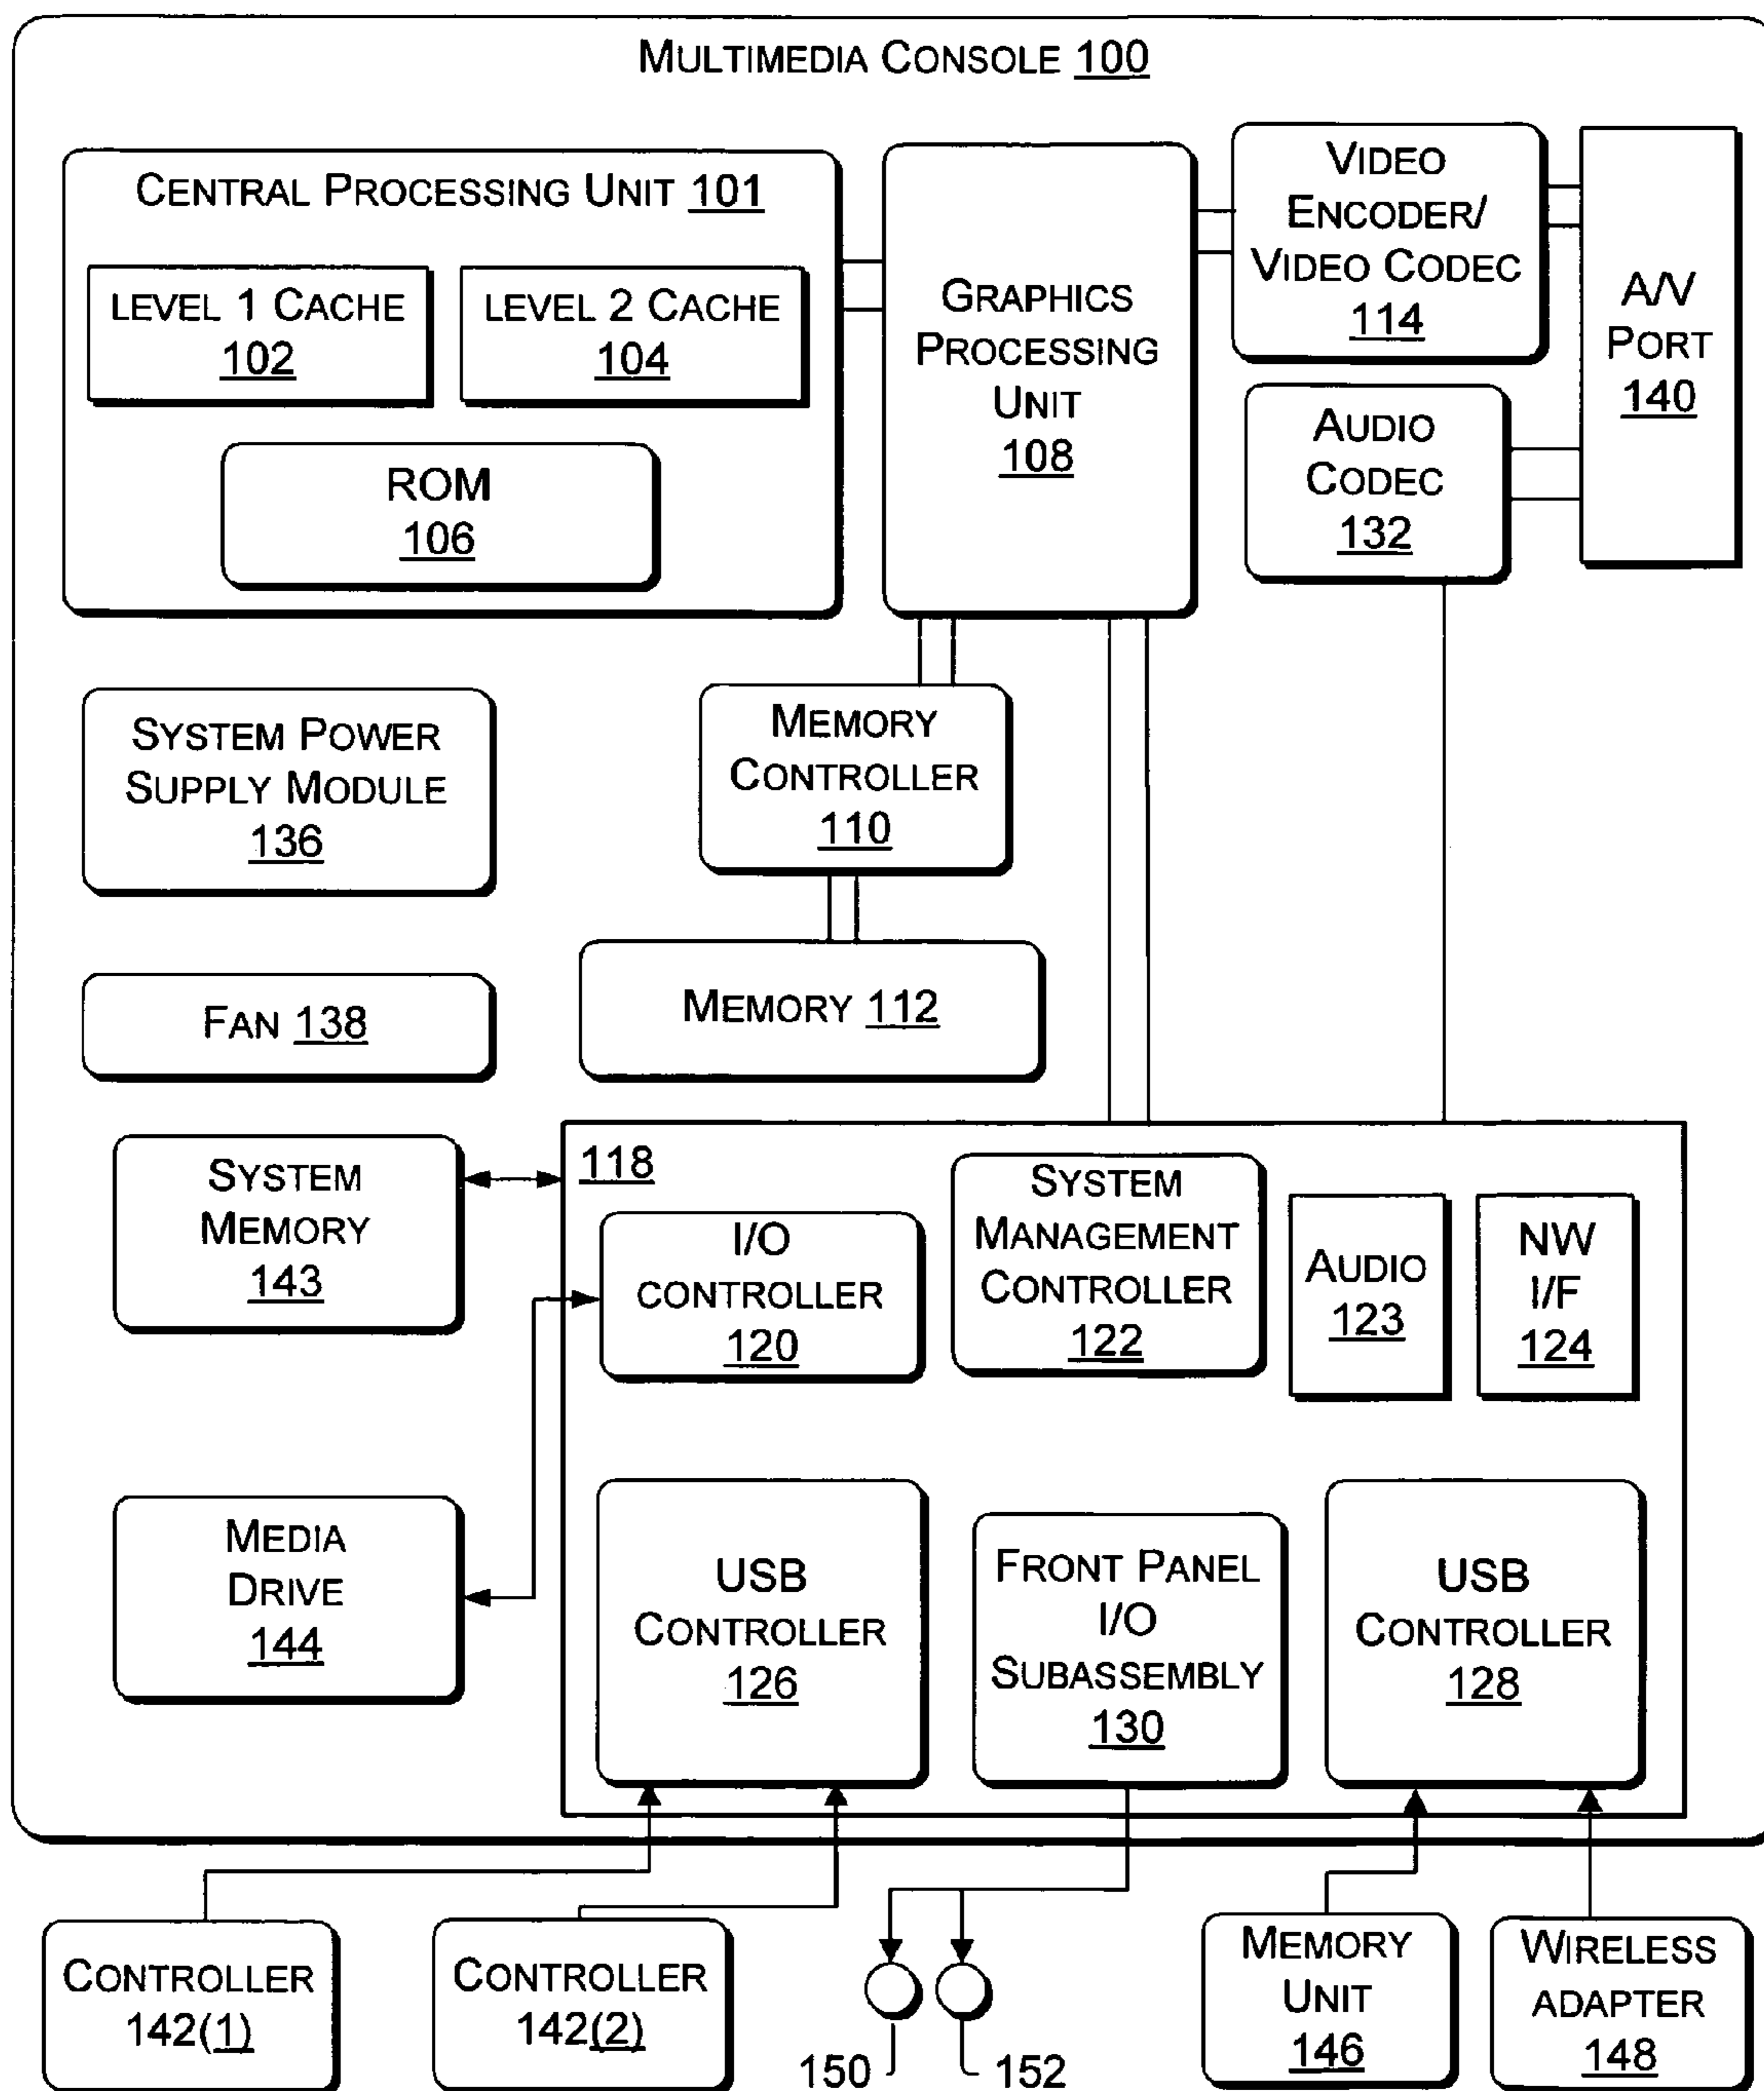 MULTIMEDIA CONSOLE 100
CENTRAL PROCESSING UNIT 101
LEVEL 1 CACHE
102
LEVEL 2 CACHE
104
ROM
106
GRAPHICS
PROCESSING
UNIT
108
VIDEO
ENCODER/
VIDEO CODEC
114
A/V
PORT
140
AUDIO
CODEC
132
SYSTEM POWER
SUPPLY MODULE
136
MEMORY
CONTROLLER
110
FAN 138
MEMORY 112
SYSTEM
MEMORY
143
118
I/O
CONTROLLER
120
SYSTEM
MANAGEMENT
CONTROLLER
122
AUDIO
123
NW
I/F
124
MEDIA
DRIVE
144
USB
CONTROLLER
126
FRONT PANEL
I/O
SUBASSEMBLY
130
USB
CONTROLLER
128
CONTROLLER
142(1)
CONTROLLER
142(2)
150
152
MEMORY
UNIT
146
WIRELESS
ADAPTER
148